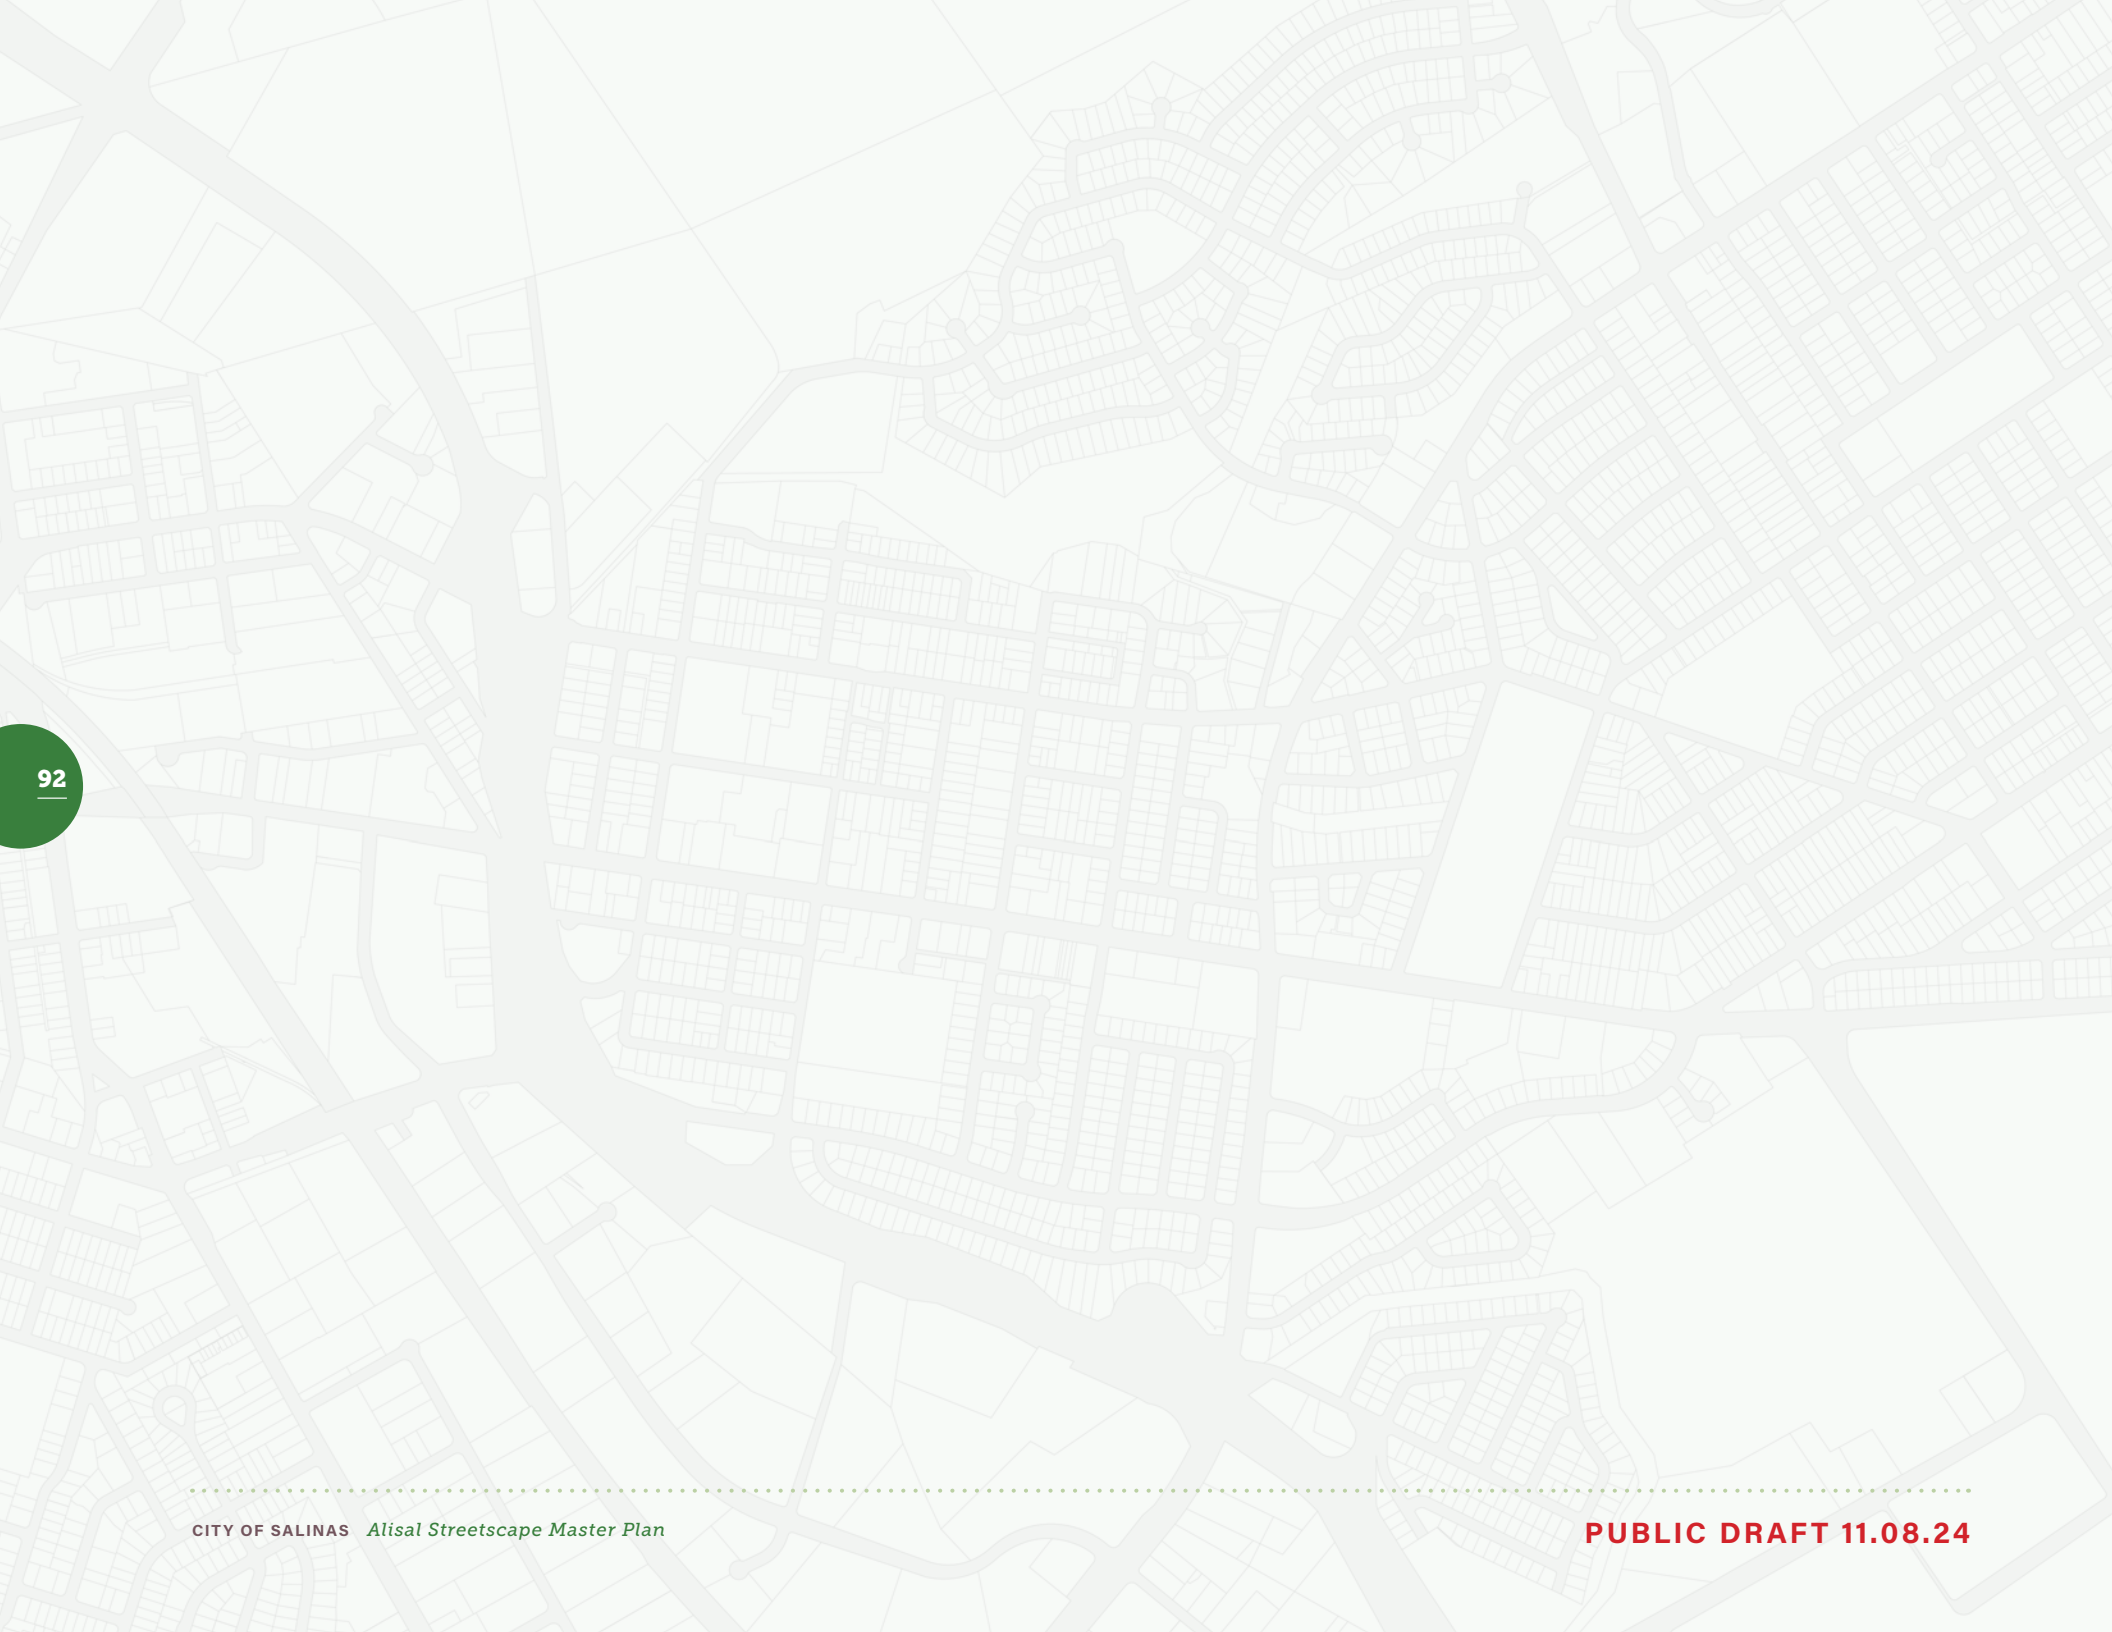 92
CITY OF SALINAS Alisal Streetscape Master Plan
PUBLIC DRAFT 11.08.24